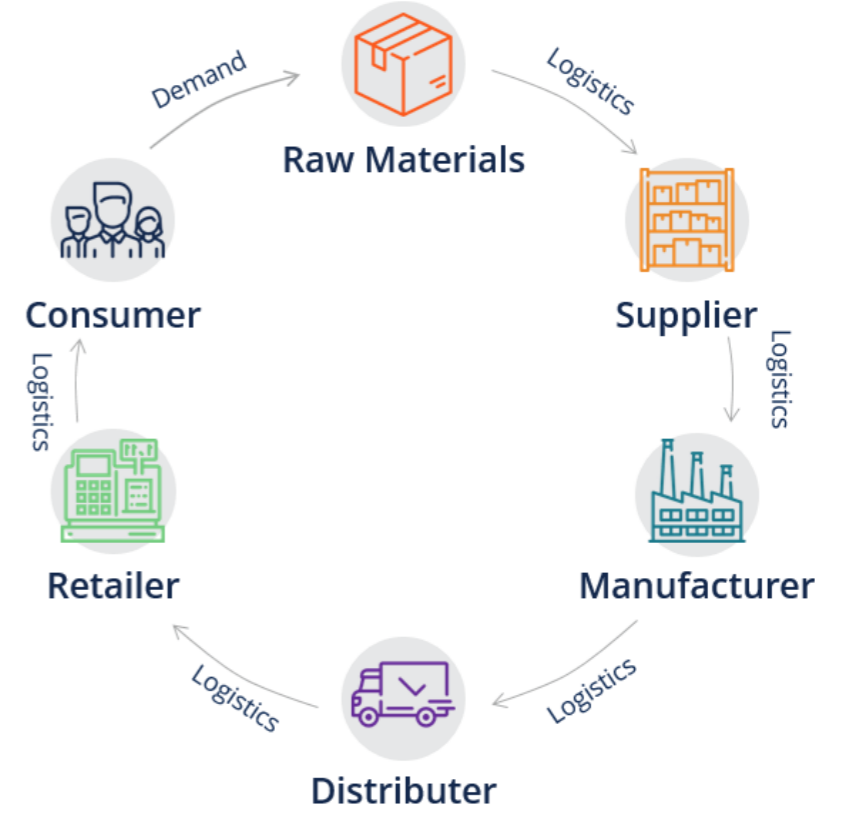 Demand
Logistics
Raw Materials
Consumer
Supplier
Logistics
Logistics
Retailer
Manufacturer
Logistics
Logistics
Distributer